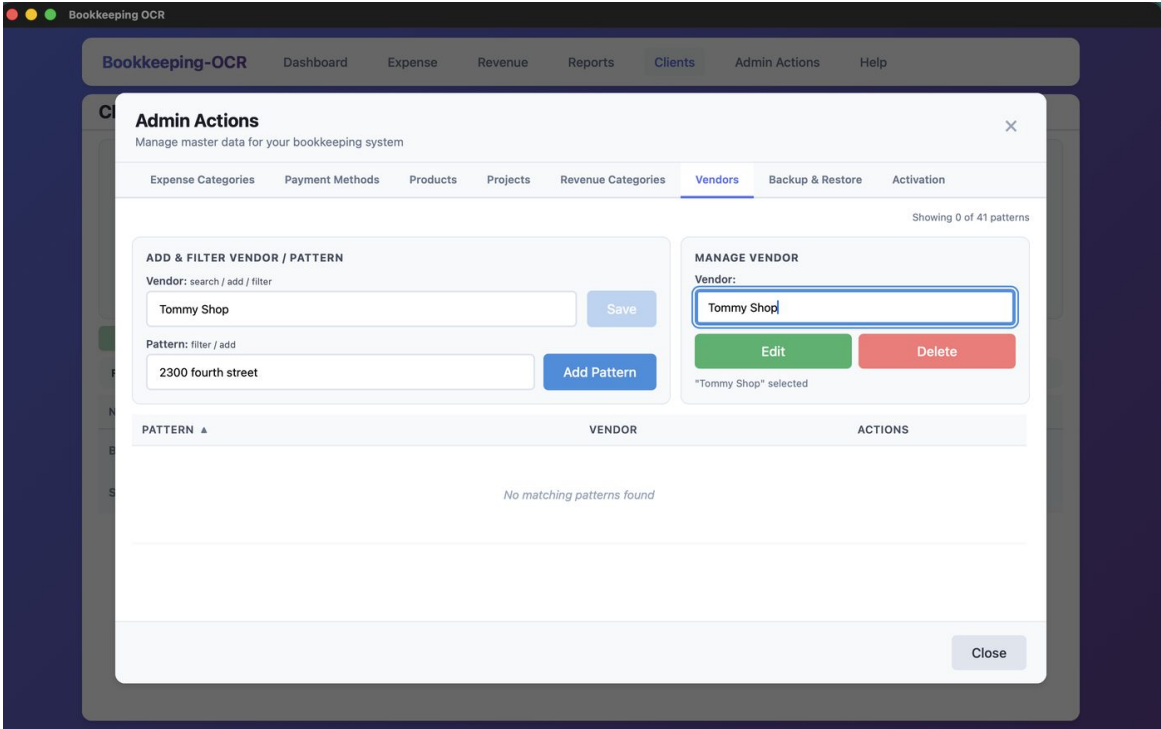 Bookkeeping OCR
Bookkeeping-OCR Dashboard Expense Revenue Reports Clients Admin Actions Help
Admin Actions
Manage master data for your bookkeeping system
×
Expense Categories Payment Methods Products Projects Revenue Categories Vendors Backup & Restore Activation
Showing 0 of 41 patterns
ADD & FILTER VENDOR / PATTERN
Vendor: search / add / filter
Tommy Shop Save
Pattern: filter / add
2300 fourth street Add Pattern
MANAGE VENDOR
Vendor:
Tommy Shop
Edit Delete
"Tommy Shop" selected
PATTERN ▲ VENDOR ACTIONS
No matching patterns found
Close